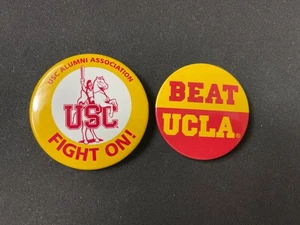 USC ALUMNI ASSOCIATION
USC
FIGHT ON!
BEAT
UCLA®